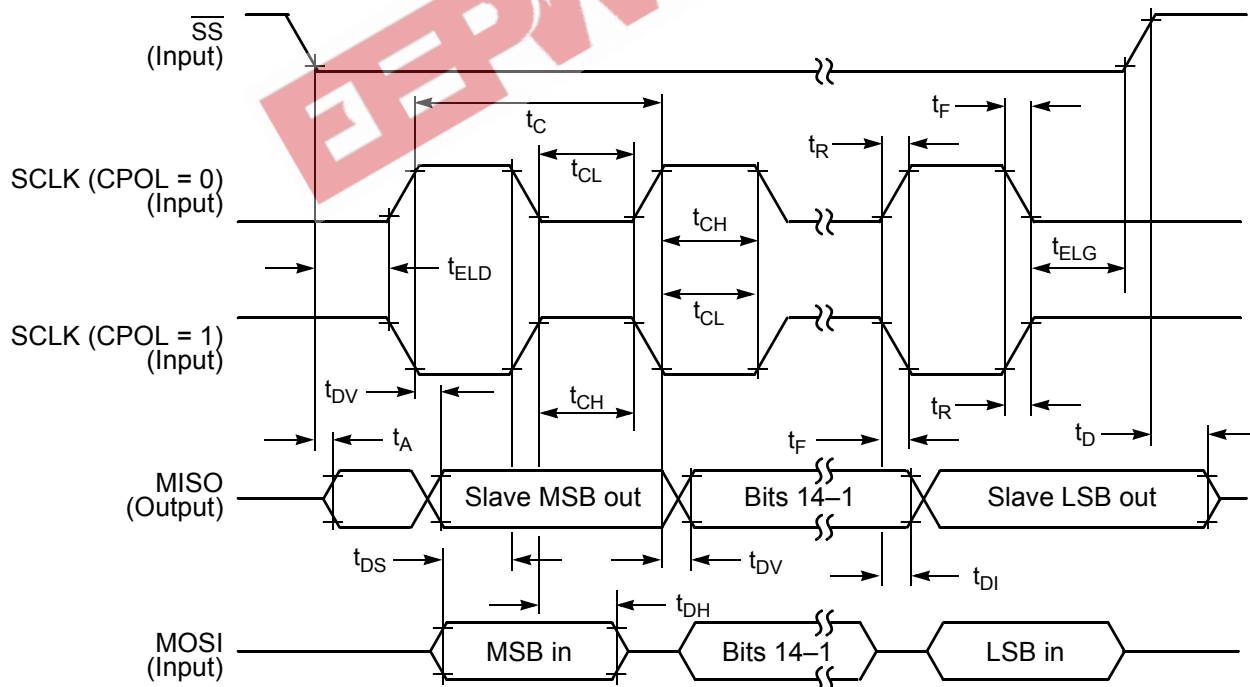 SS
(Input)
EEPW
tC
tF
tR
tCL
SCLK (CPOL = 0)
(Input)
tCH
tELD
tELG
tCL
SCLK (CPOL = 1)
(Input)
tDV
tCH
tR
tA
tF
tD
MISO
(Output)
Slave MSB out
Bits 14–1
Slave LSB out
tDS
tDV
tDI
tDH
MOSI
(Input)
MSB in
Bits 14–1
LSB in